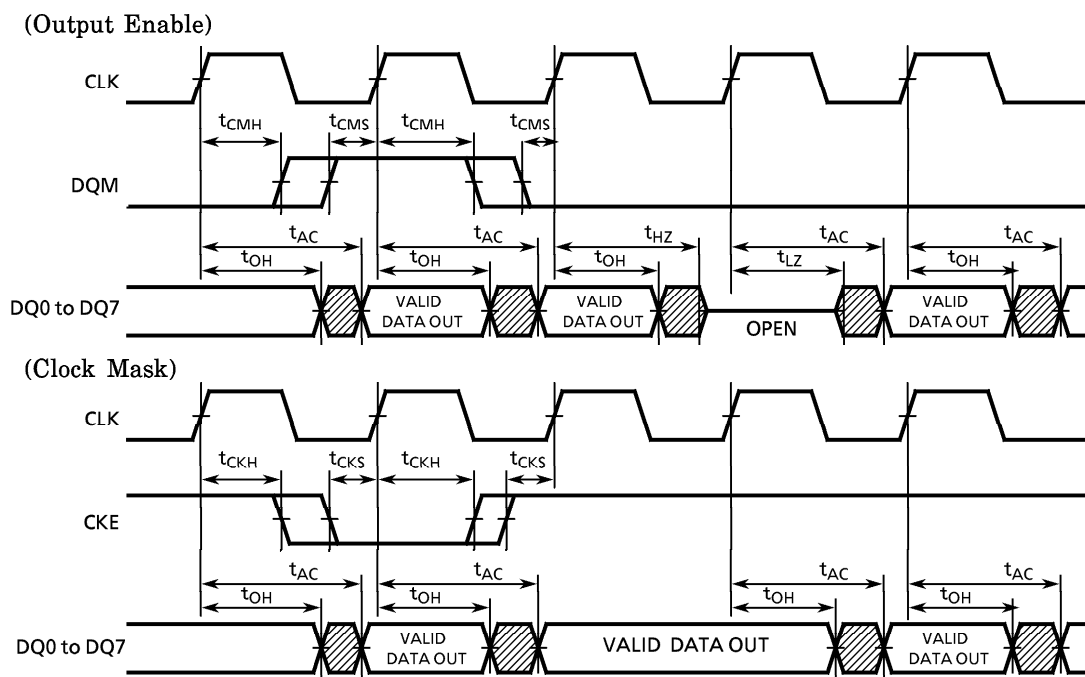 (Output Enable)
CLK
tCMH tCMS tCMH tCMS
DQM
tAC tAC tHZ tAC tAC
tOH tOH tOH tLZ tOH
DQ0 to DQ7
VALID DATA OUT
VALID DATA OUT
OPEN
VALID DATA OUT
(Clock Mask)
CLK
tCKH tCKS tCKH tCKS
CKE
tAC tAC tAC tAC
tOH tOH tOH tOH
DQ0 to DQ7
VALID DATA OUT
VALID DATA OUT
VALID DATA OUT